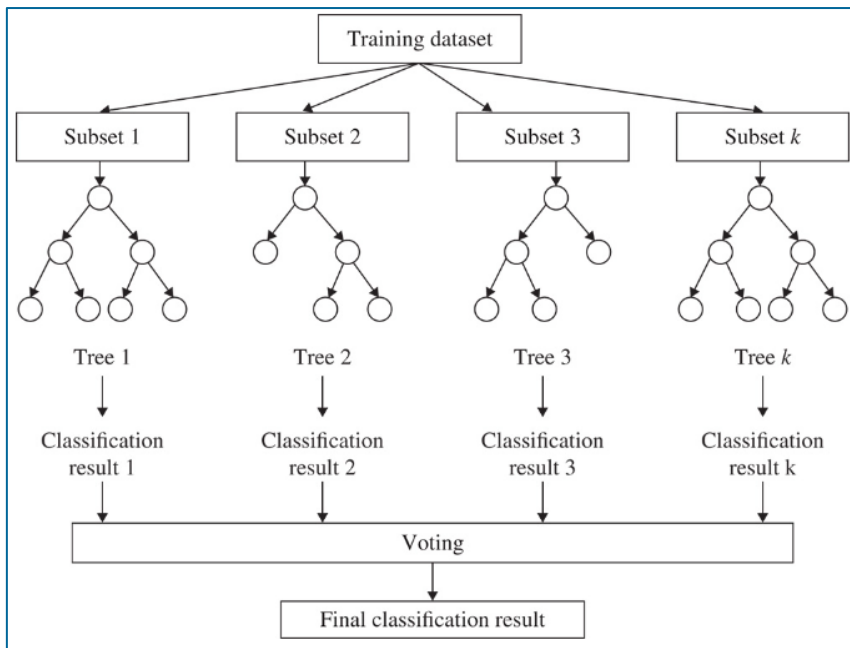 Training dataset
Subset 1
Subset 2
Subset 3
Subset k
Tree 1
Tree 2
Tree 3
Tree k
Classification
result 1
Classification
result 2
Classification
result 3
Classification
result k
Voting
Final classification result